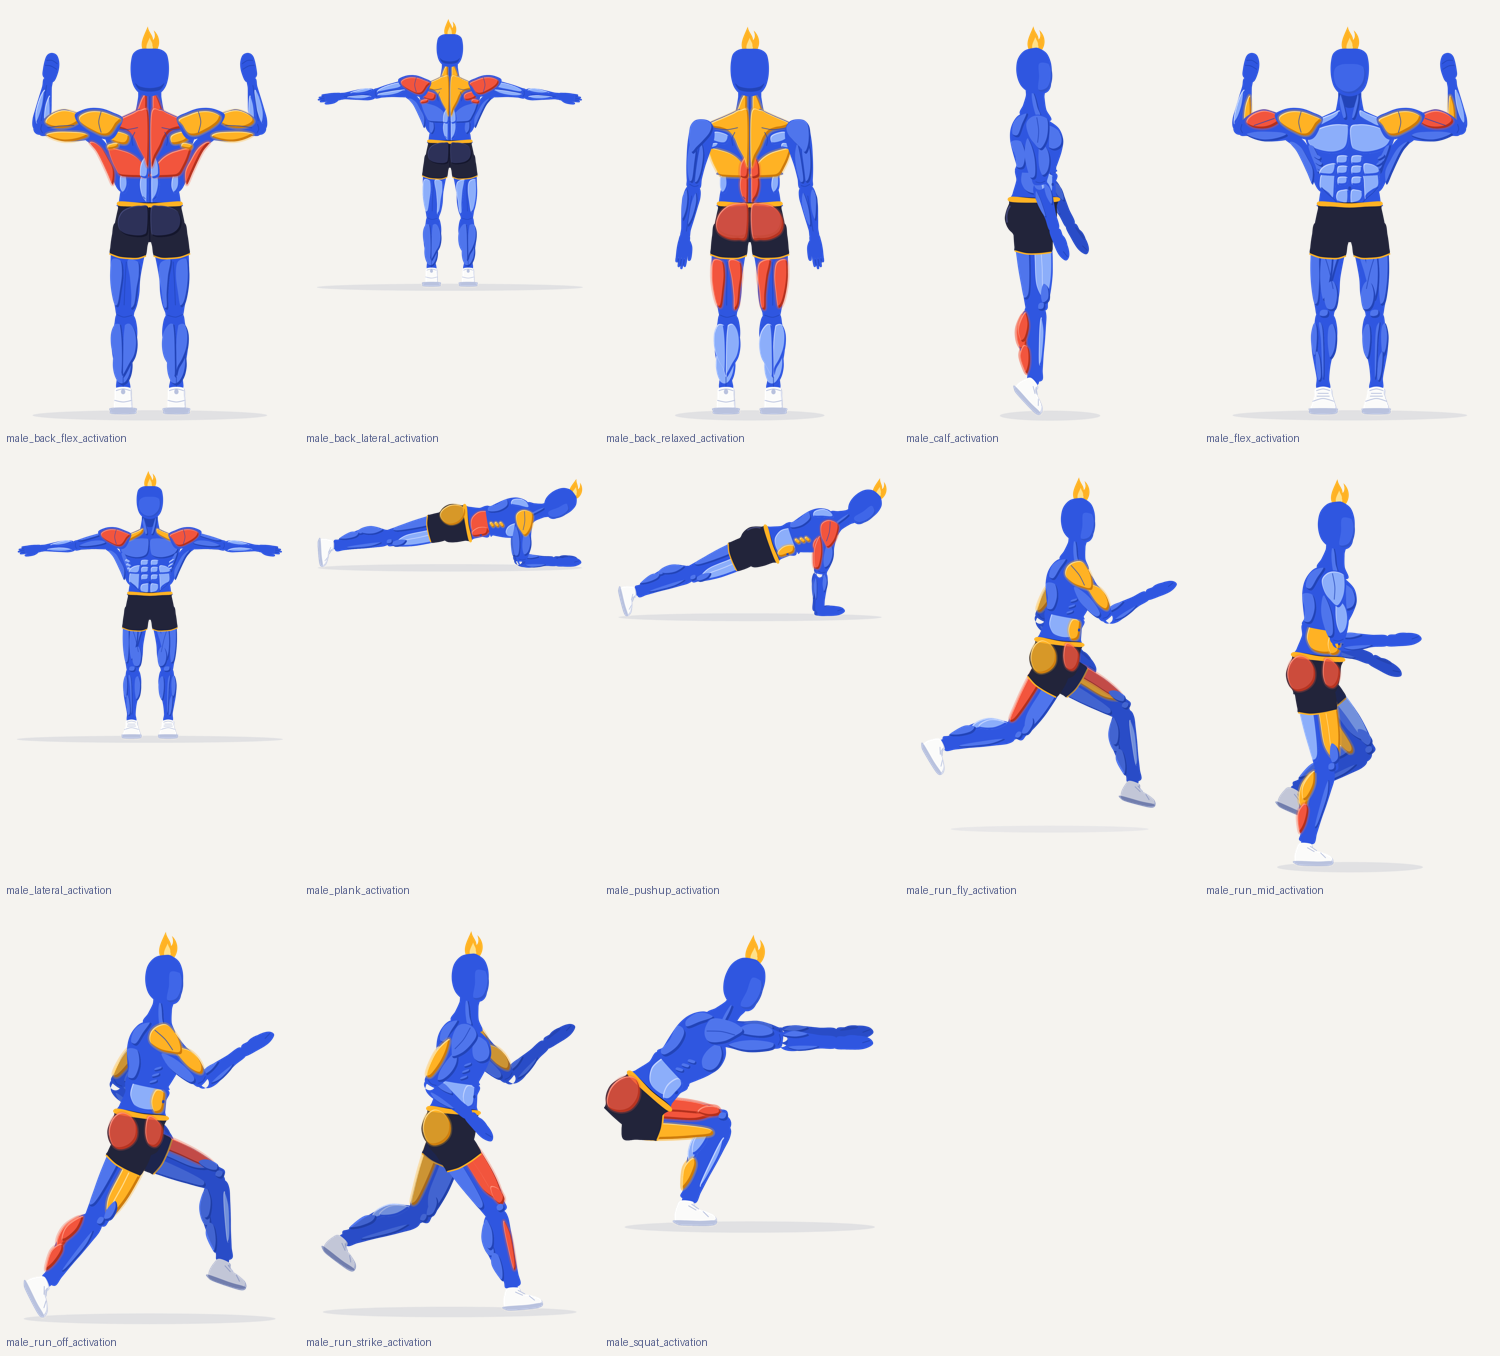 male_back_flex_activation
male_back_lateral_activation
male_back_relaxed_activation
male_calf_activation
male_flex_activation
male_lateral_activation
male_plank_activation
male_pushup_activation
male_run_fly_activation
male_run_mid_activation
male_run_off_activation
male_run_strike_activation
male_squat_activation